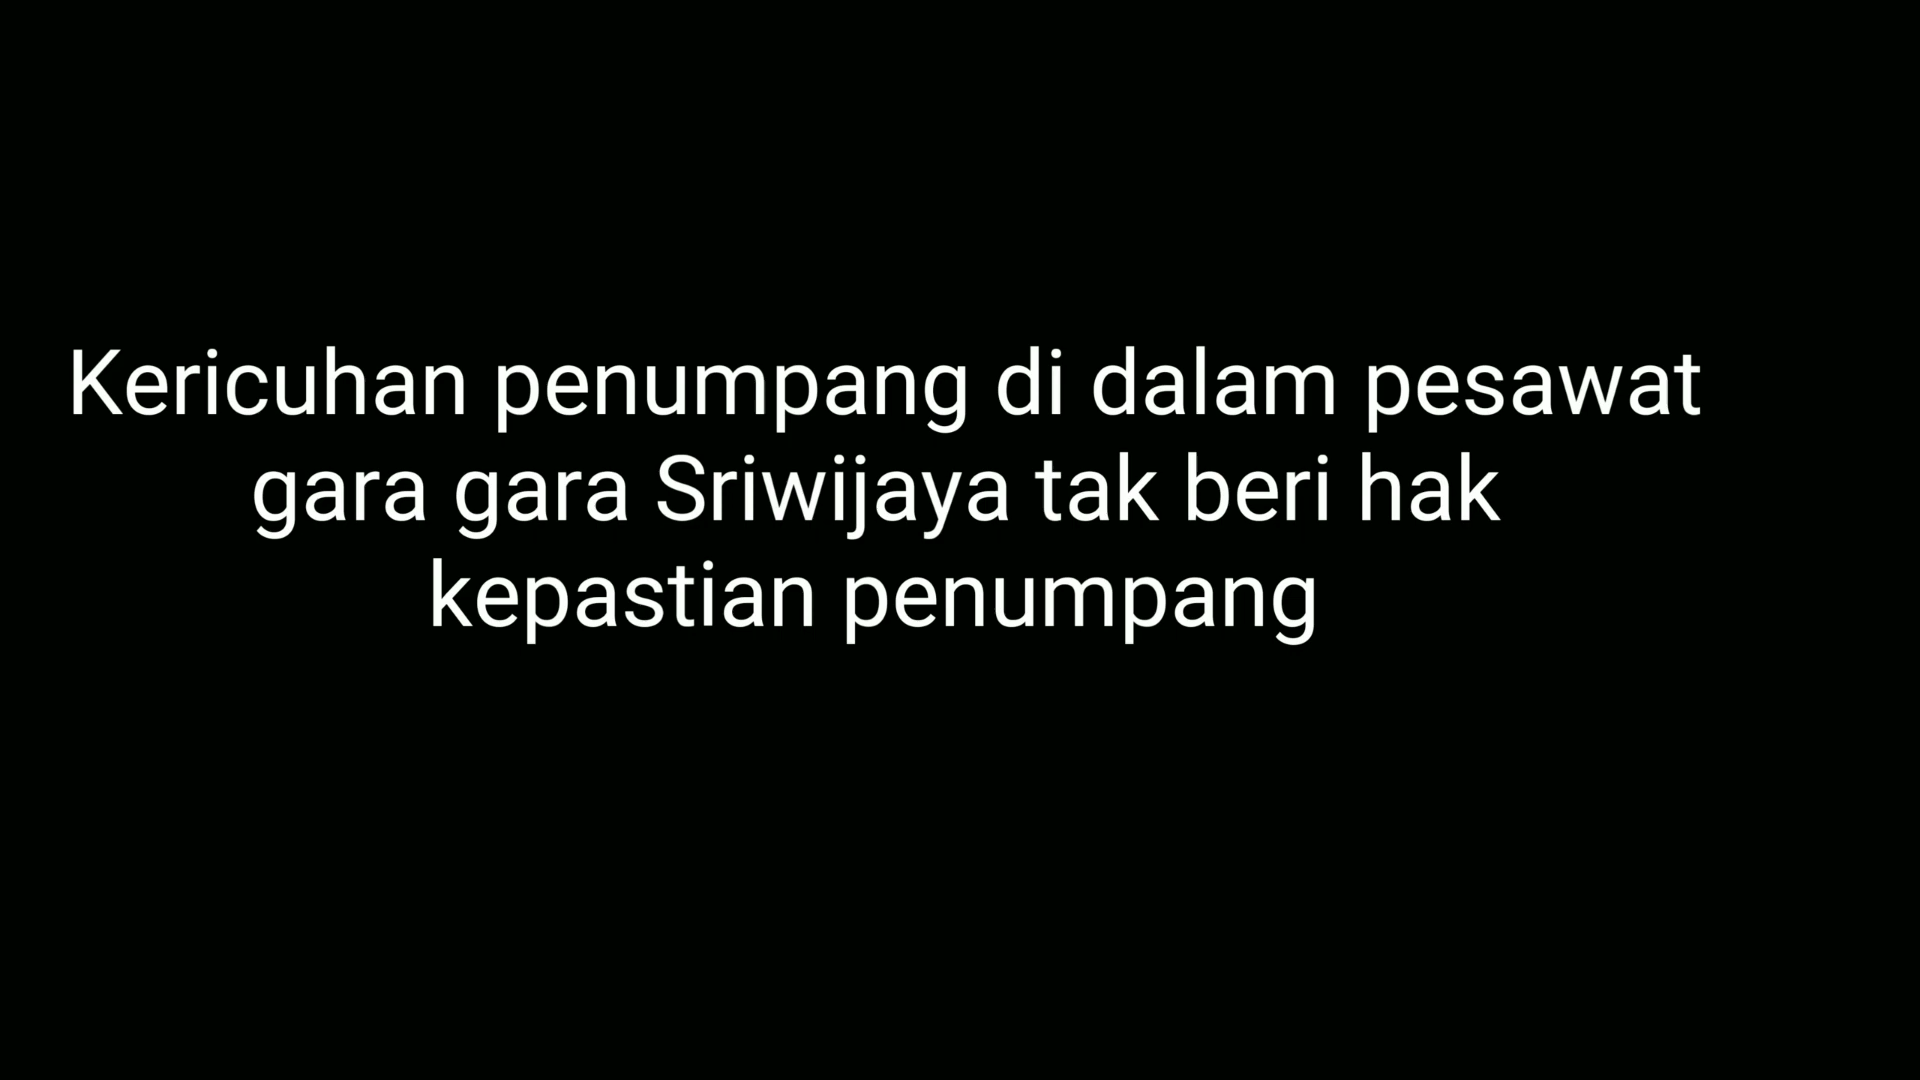 Kericuhan penumpang di dalam pesawat
gara gara Sriwijaya tak beri hak
kepastian penumpang